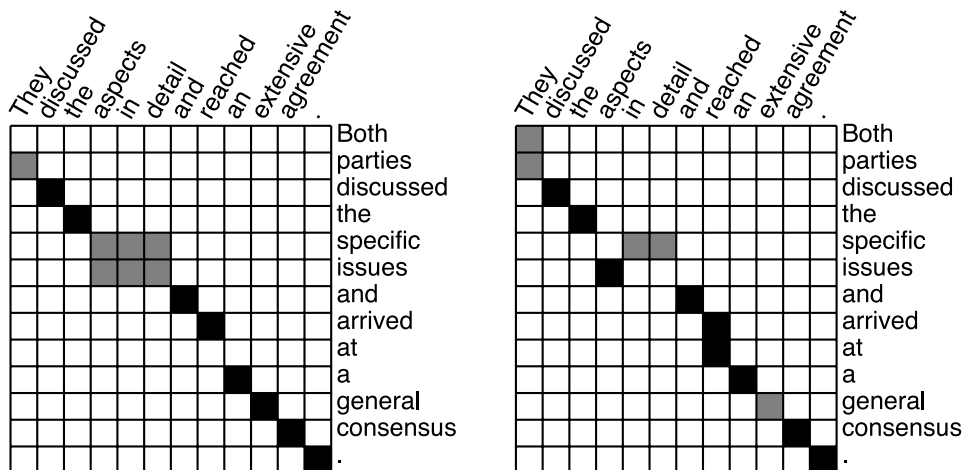 They
discussed
the
aspects
in
detail
and
reached
an
extensive
agreement
.
Both
parties
discussed
the
specific
issues
and
arrived
at
a
general
consensus
.
They
discussed
the
aspects
in
detail
and
reached
an
extensive
agreement
.
Both
parties
discussed
the
specific
issues
and
arrived
at
a
general
consensus
.